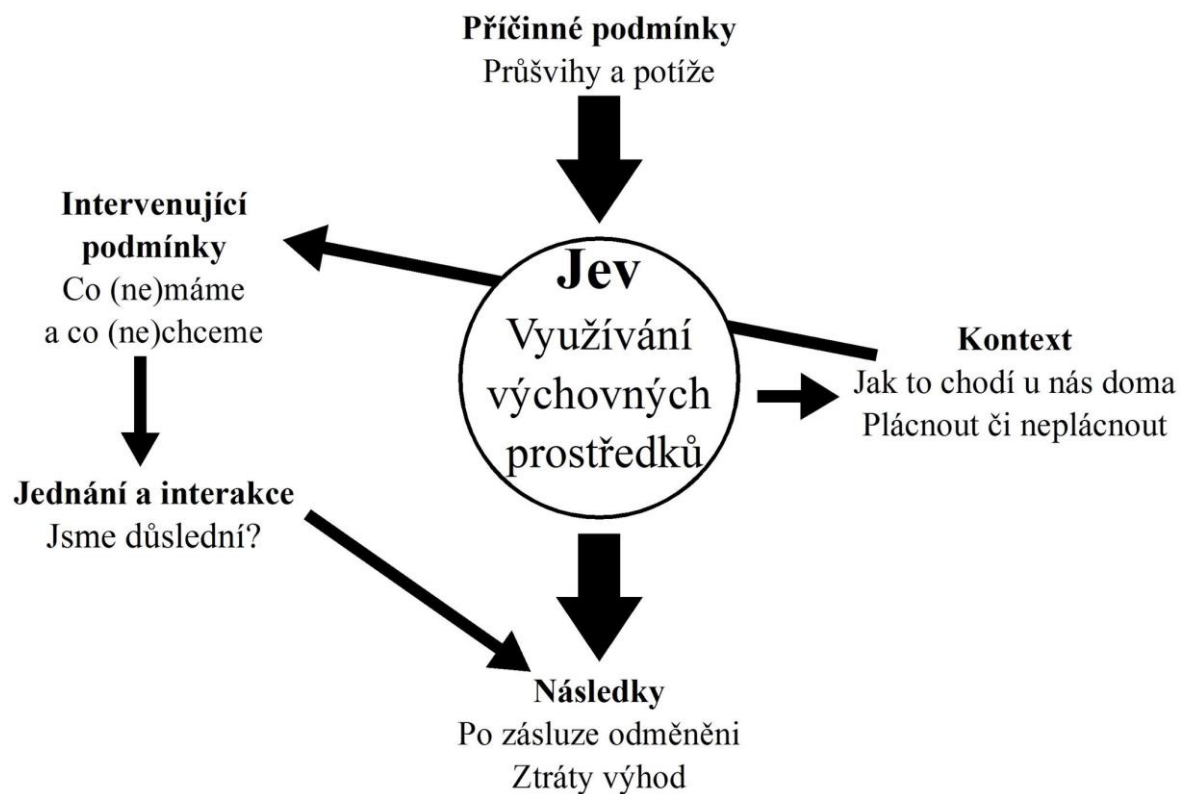 Příčinné podmínky
Průšvihy a potíže
Intervenující
podmínky
Co (ne)máme
a co (ne)chceme
Jev
Využívání
výchovných
prostředků
Kontext
Jak to chodí u nás doma
Plácnout či neplácnout
Jednání a interakce
Jsme důslední?
Následky
Po zásluze odměněni
Ztráty výhod